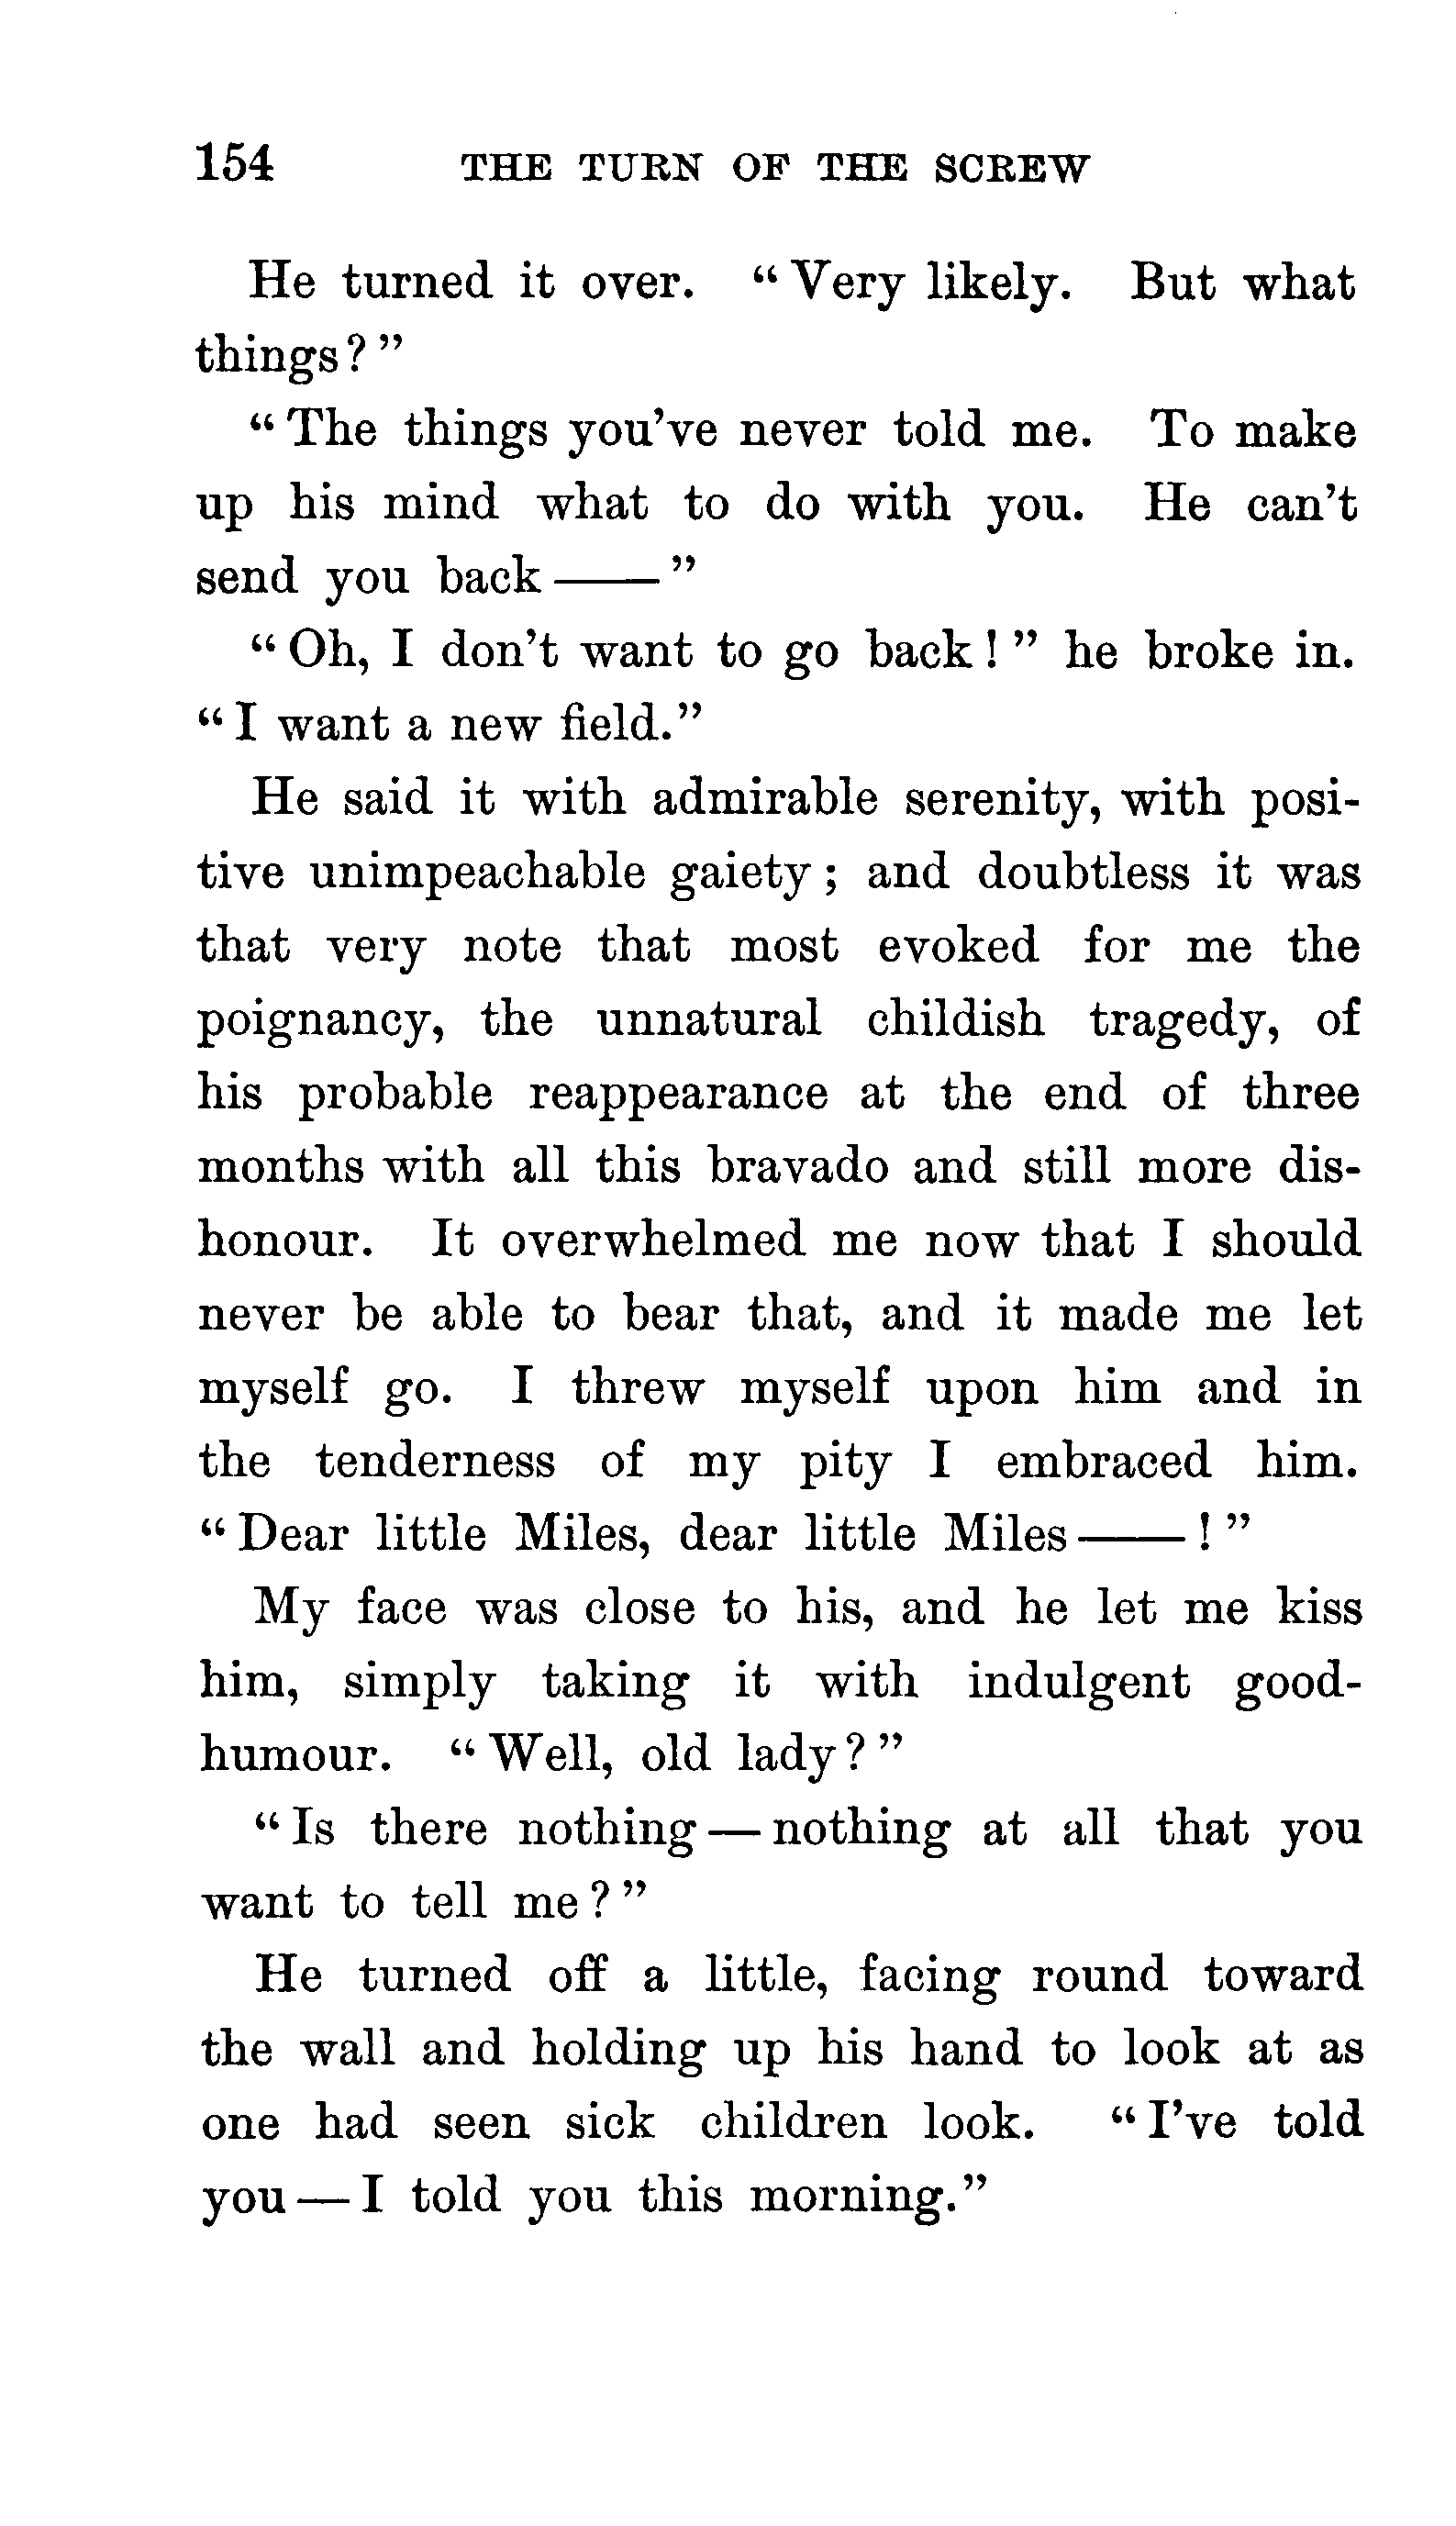 154 THE TURN OF THE SCREW
He turned it over. “Very likely. But what
things?”
“The things you’ve never told me. To make
up his mind what to do with you. He can’t
send you back——”
“Oh, I don’t want to go back!” he broke in.
“I want a new field.”
He said it with admirable serenity, with posi-
tive unimpeachable gaiety; and doubtless it was
that very note that most evoked for me the
poignancy, the unnatural childish tragedy, of
his probable reappearance at the end of three
months with all this bravado and still more dis-
honour. It overwhelmed me now that I should
never be able to bear that, and it made me let
myself go. I threw myself upon him and in
the tenderness of my pity I embraced him.
“Dear little Miles, dear little Miles——!”
My face was close to his, and he let me kiss
him, simply taking it with indulgent good-
humour. “Well, old lady?”
“Is there nothing—nothing at all that you
want to tell me?”
He turned off a little, facing round toward
the wall and holding up his hand to look at as
one had seen sick children look. “I’ve told
you—I told you this morning.”